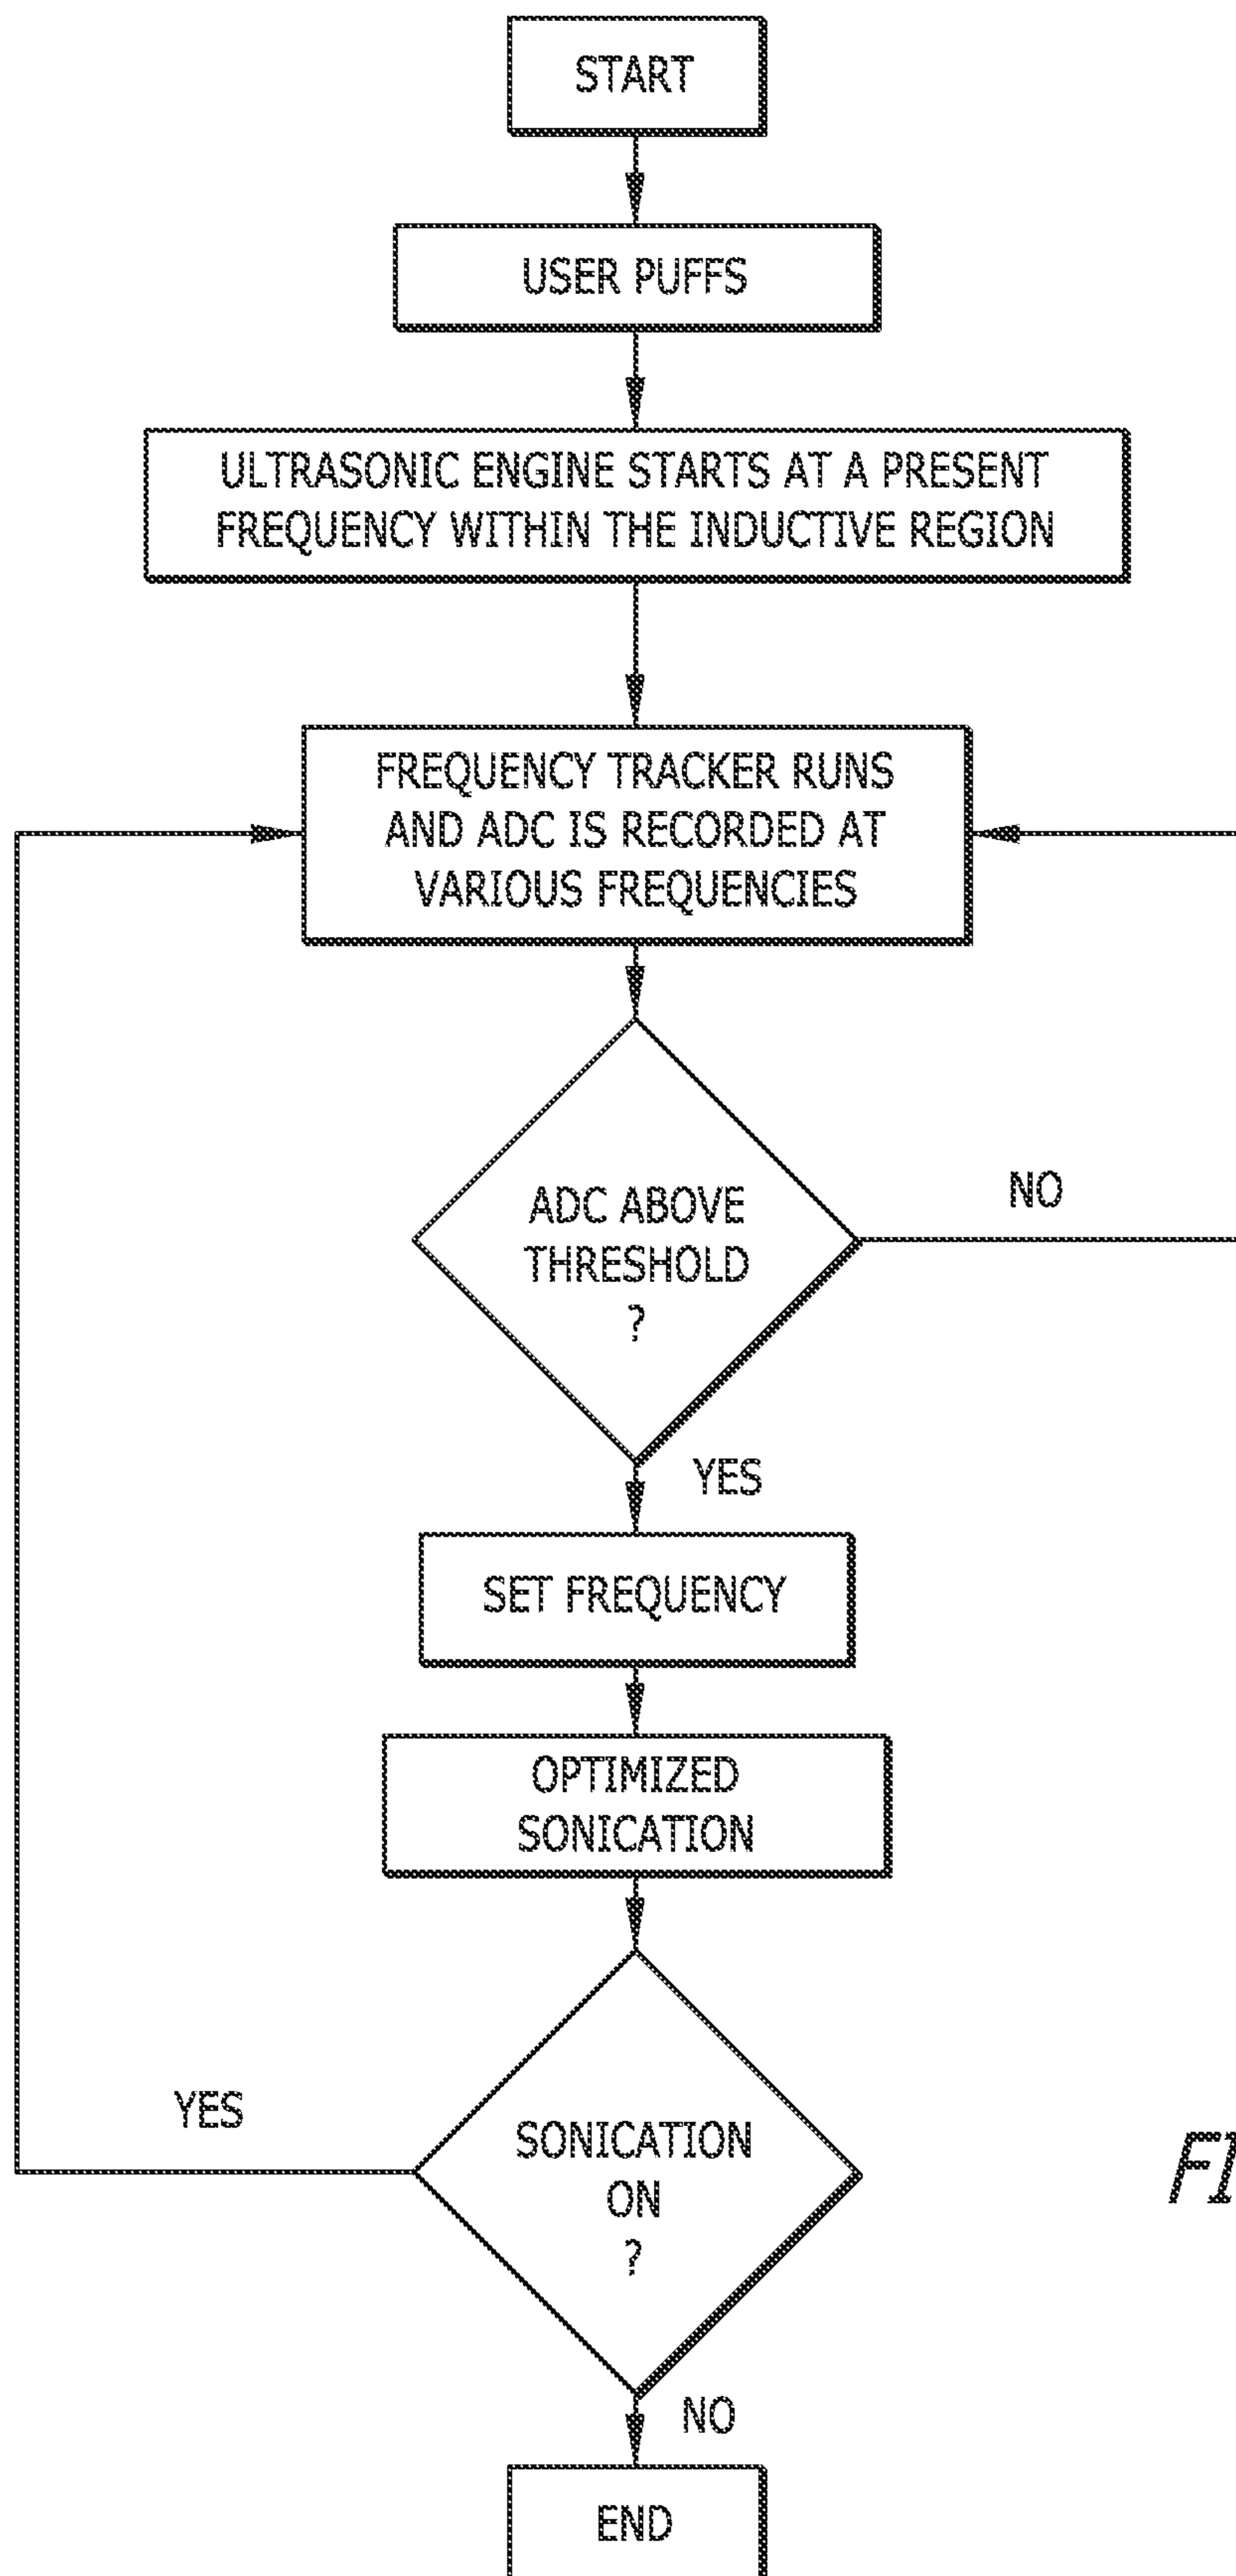 START
USER PUFFS
ULTRASONIC ENGINE STARTS AT A PRESENT
FREQUENCY WITHIN THE INDUCTIVE REGION
FREQUENCY TRACKER RUNS
AND ADC IS RECORDED AT
VARIOUS FREQUENCIES
ADC ABOVE
THRESHOLD
?
NO
YES
SET FREQUENCY
OPTIMIZED
SONICATION
YES
SONICATION
ON
?
FI
NO
END